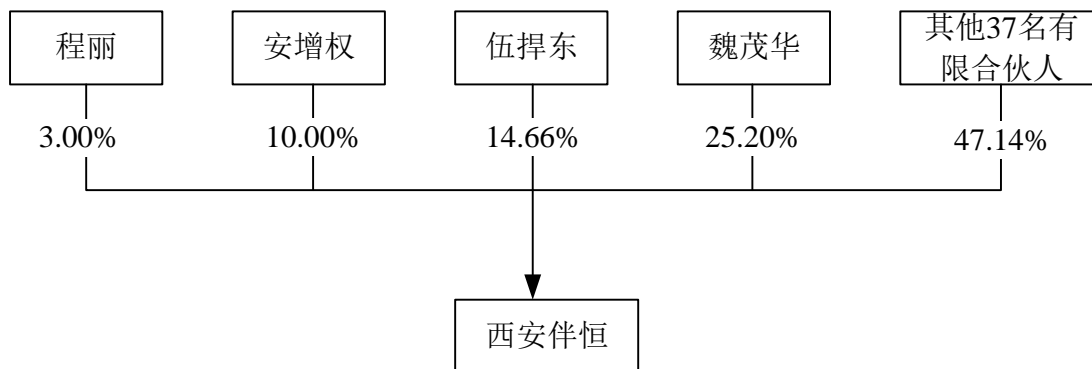 程丽
安增权
伍捍东
魏茂华
其他37名有
限合伙人
3.00%
10.00%
14.66%
25.20%
47.14%
西安伴恒